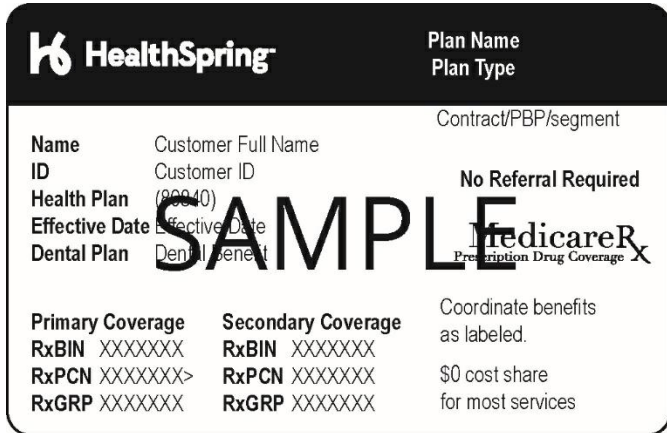 HealthSpring
Plan Name
Plan Type
Contract/PBP/segment
Name Customer Full Name
ID Customer ID
Health Plan (80840)
Effective Date Effective Date
Dental Plan Dental Benefit
No Referral Required
MedicareRx
Prescription Drug Coverage
SAMPLE
Primary Coverage
RxBIN XXXXXXX
RxPCN XXXXXXX>
RxGRP XXXXXXX
Secondary Coverage
RxBIN XXXXXXX
RxPCN XXXXXXX
RxGRP XXXXXXX
Coordinate benefits
as labeled.
$0 cost share
for most services